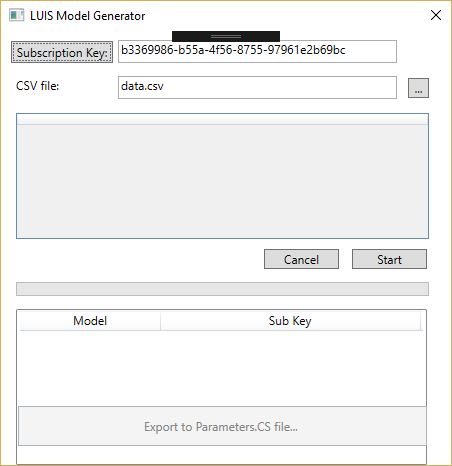 LUIS Model Generator
Subscription Key: b3369986-b55a-4f56-8755-97961e2b69bc
CSV file: data.csv ...
Cancel Start
Model Sub Key
Export to Parameters.CS file...